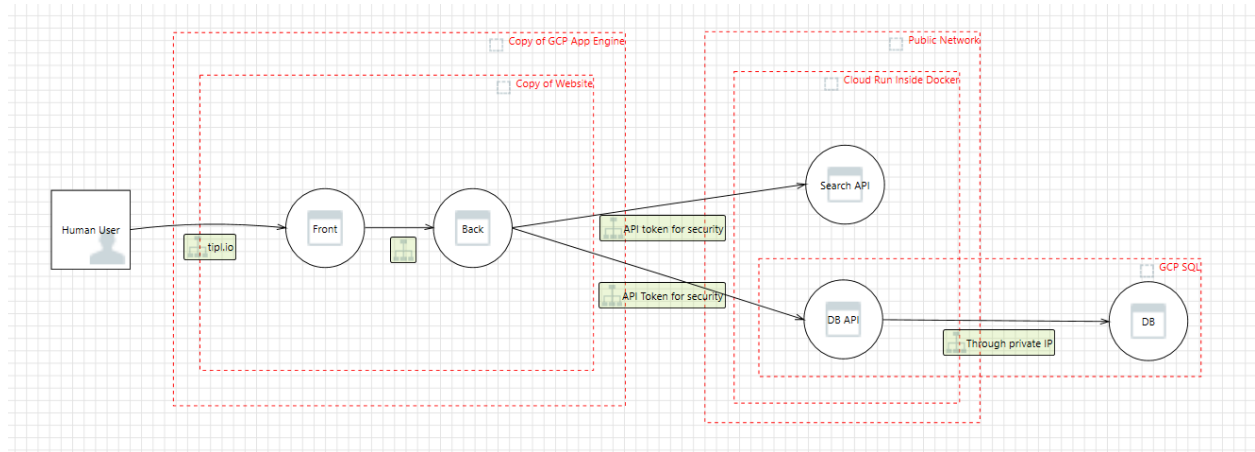 Copy of GCP App Engine
Public Network
Copy of Website
Cloud Run Inside Docker
Human User
tipl.io
Front
Back
Search API
API token for security
API Token for security
GCP SQL
DB API
Through private IP
DB